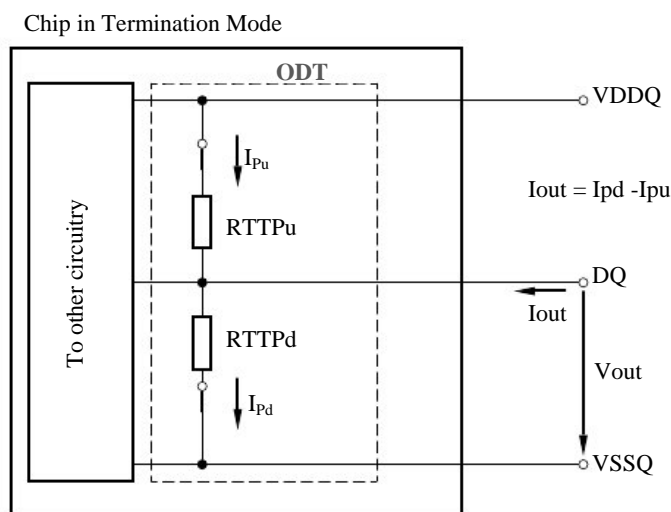 Chip in Termination Mode
ODT
VDDQ
IPu
Iout = Ipd -Ipu
RTTPu
To other circuitry
DQ
Iout
RTTPd
Vout
IPd
VSSQ